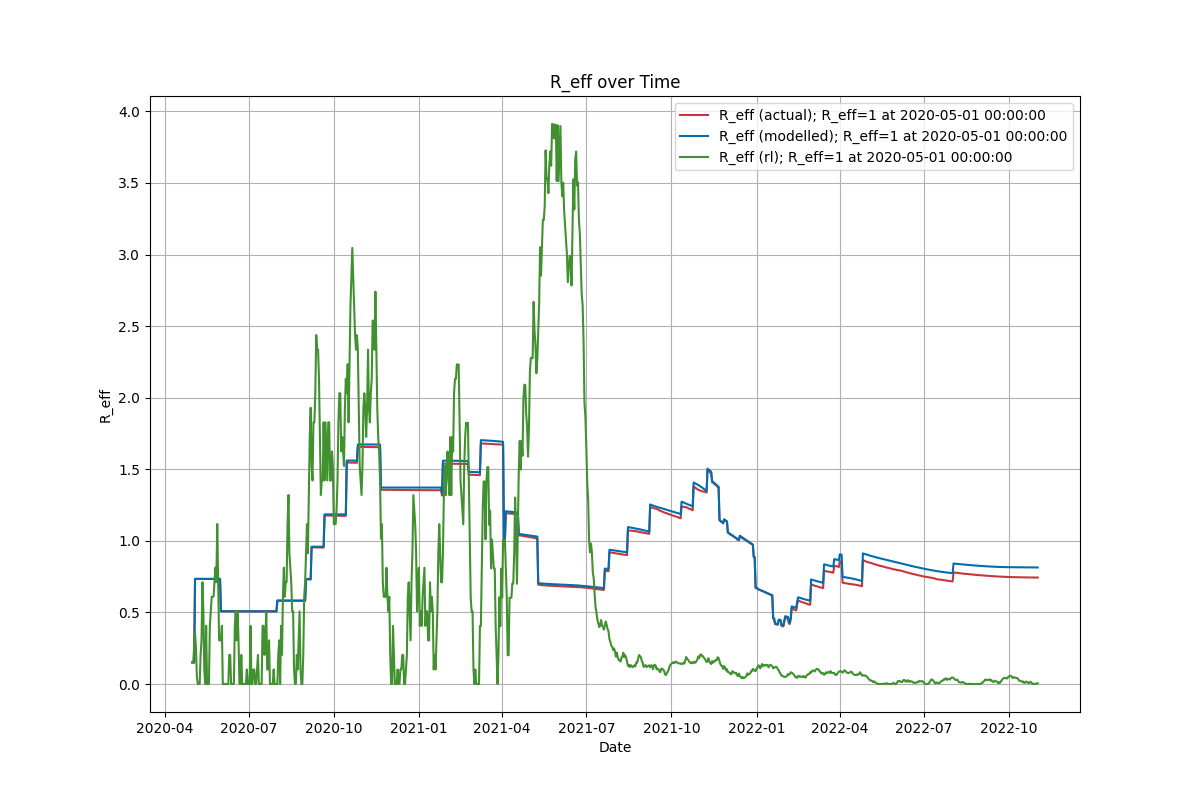 R_eff over Time
R_eff (actual); R_eff=1 at 2020-05-01 00:00:00
R_eff (modelled); R_eff=1 at 2020-05-01 00:00:00
R_eff (rl); R_eff=1 at 2020-05-01 00:00:00
R_eff
4.0
3.5
3.0
2.5
2.0
1.5
1.0
0.5
0.0
2020-04 2020-07 2020-10 2021-01 2021-04 2021-07 2021-10 2022-01 2022-04 2022-07 2022-10
Date